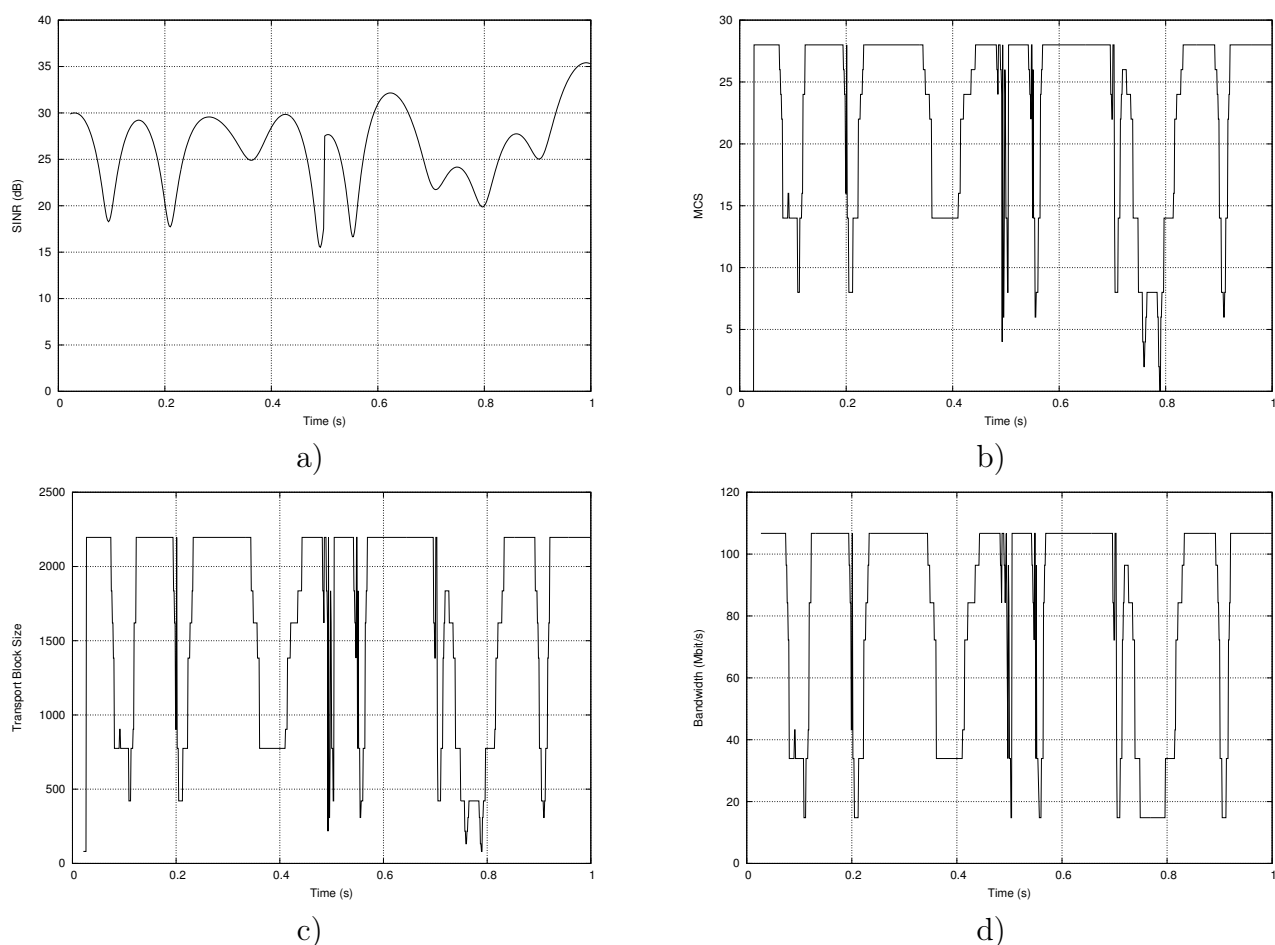 40
35
30
25
20
15
10
5
0
SINR (dB)
0 0.2 0.4 0.6 0.8 1
Time (s)
a)
30
25
20
15
10
5
0
MCS
0 0.2 0.4 0.6 0.8 1
Time (s)
b)
2500
2000
1500
1000
500
0
Transport Block Size
0 0.2 0.4 0.6 0.8 1
Time (s)
c)
120
100
80
60
40
20
0
Bandwidth (Mbit/s)
0 0.2 0.4 0.6 0.8 1
Time (s)
d)